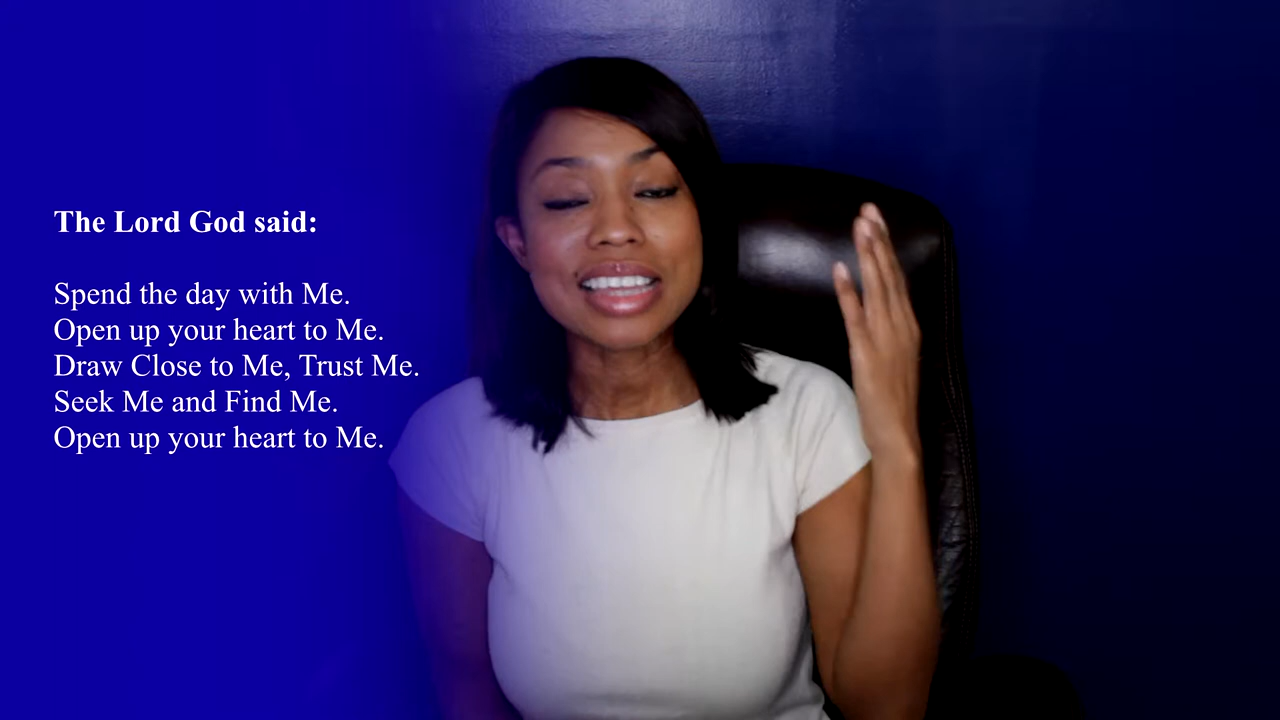 The Lord God said:
Spend the day with Me.
Open up your heart to Me.
Draw Close to Me, Trust Me.
Seek Me and Find Me.
Open up your heart to Me.